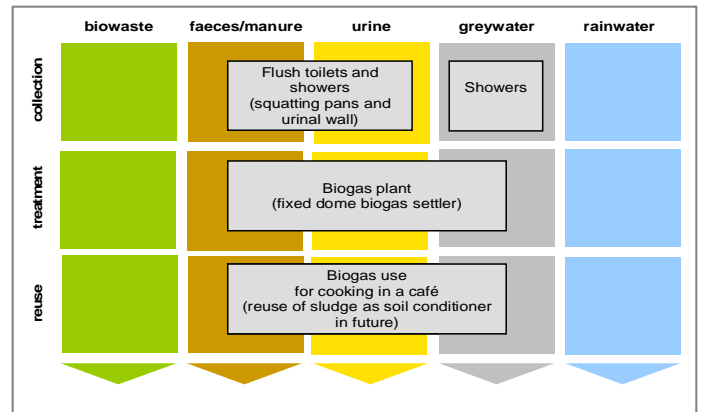 biowaste faeces/manure urine greywater rainwater
collection
Flush toilets and
showers
(squatting pans and
urinal wall)
Showers
treatment
Biogas plant
(fixed dome biogas settler)
reuse
Biogas use
for cooking in a café
(reuse of sludge as soil conditioner
in future)